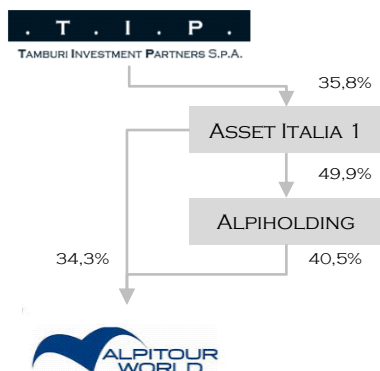 . T . I . P .
TAMBURI INVESTMENT PARTNERS S.P.A.
35,8%
ASSET ITALIA 1
49,9%
ALPIHOLDING
34,3%
40,5%
ALPITOUR
WORLD